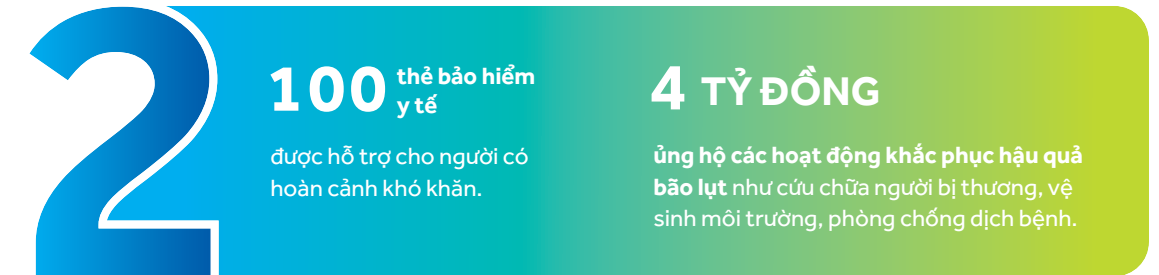 2
100 thẻ bảo hiểm
y tế
được hỗ trợ cho người có
hoàn cảnh khó khăn.
4 TỶ ĐỒNG
ủng hộ các hoạt động khắc phục hậu quả
bão lụt như cứu chữa người bị thương, vệ
sinh môi trường, phòng chống dịch bệnh.